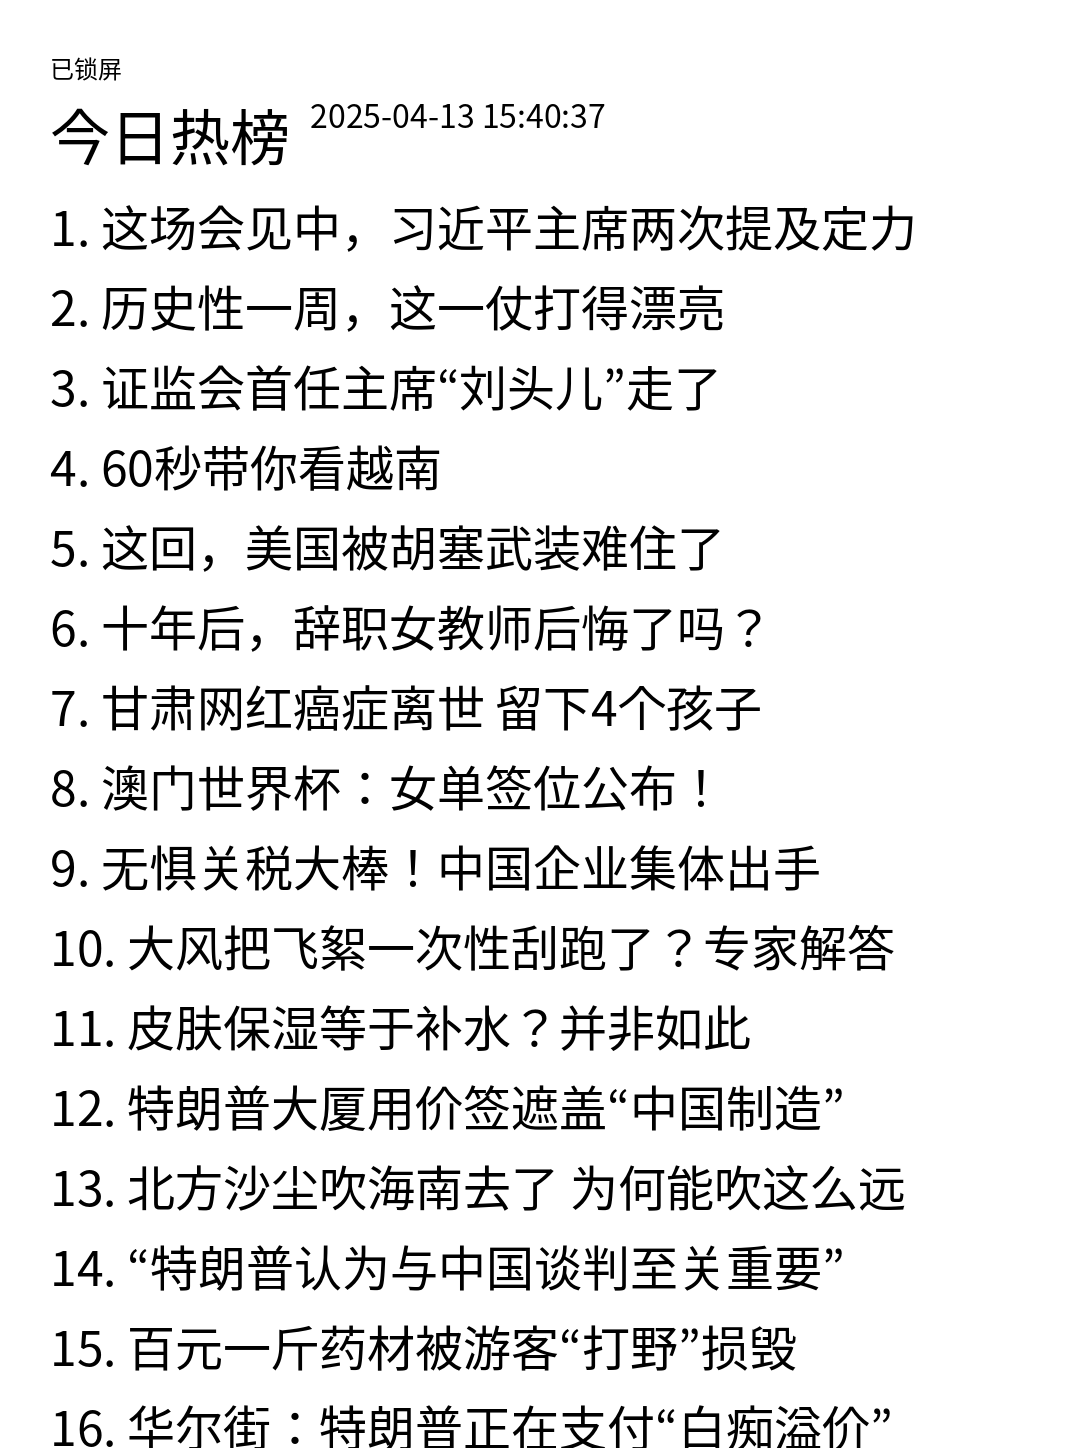 已锁屏
今日热榜 2025-04-13 15:40:37
1. 这场会见中，习近平主席两次提及定力
2. 历史性一周，这一仗打得漂亮
3. 证监会首任主席“刘头儿”走了
4. 60秒带你看越南
5. 这回，美国被胡塞武装难住了
6. 十年后，辞职女教师后悔了吗？
7. 甘肃网红癌症离世 留下4个孩子
8. 澳门世界杯：女单签位公布！
9. 无惧关税大棒！中国企业集体出手
10. 大风把飞絮一次性刮跑了？专家解答
11. 皮肤保湿等于补水？并非如此
12. 特朗普大厦用价签遮盖“中国制造”
13. 北方沙尘吹海南去了 为何能吹这么远
14. “特朗普认为与中国谈判至关重要”
15. 百元一斤药材被游客“打野”损毁
16. 华尔街：特朗普正在支付“白痴溢价”